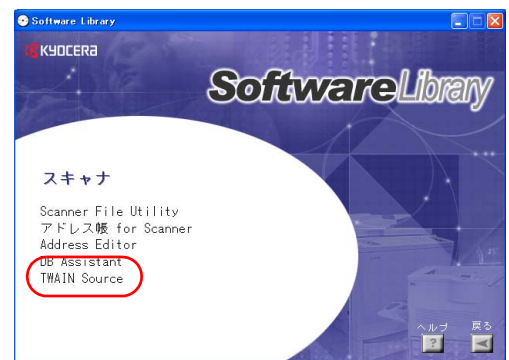 Software Library
KYOCERA
SoftwareLibrary
スキャナ
Scanner File Utility
アドレス帳 for Scanner
Address Editor
DB Assistant
TWAIN Source
ヘルプ 戻る
?